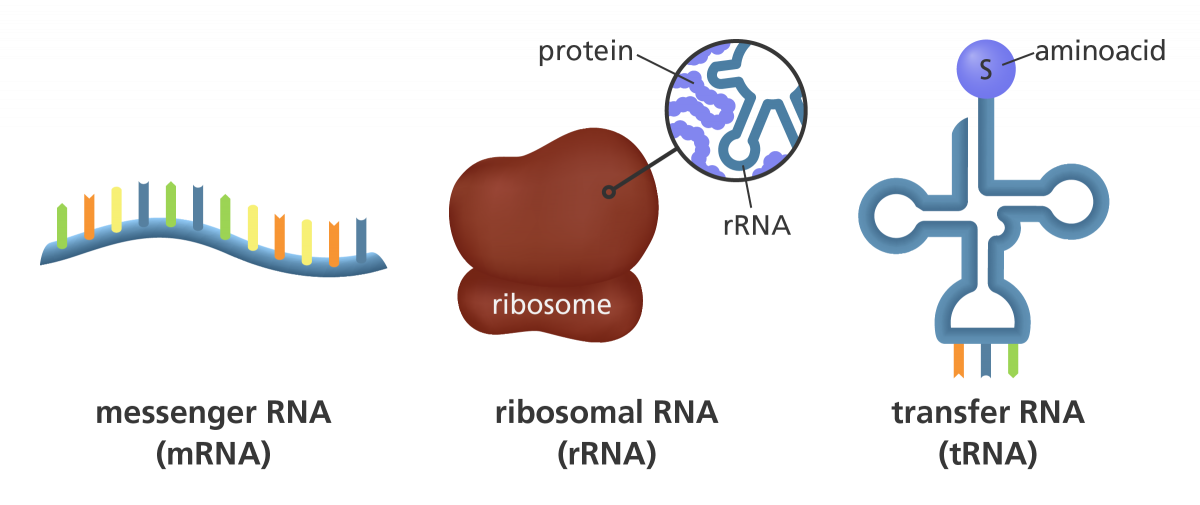 protein
rRNA
ribosome
S
aminoacid
messenger RNA
(mRNA)
ribosomal RNA
(rRNA)
transfer RNA
(tRNA)